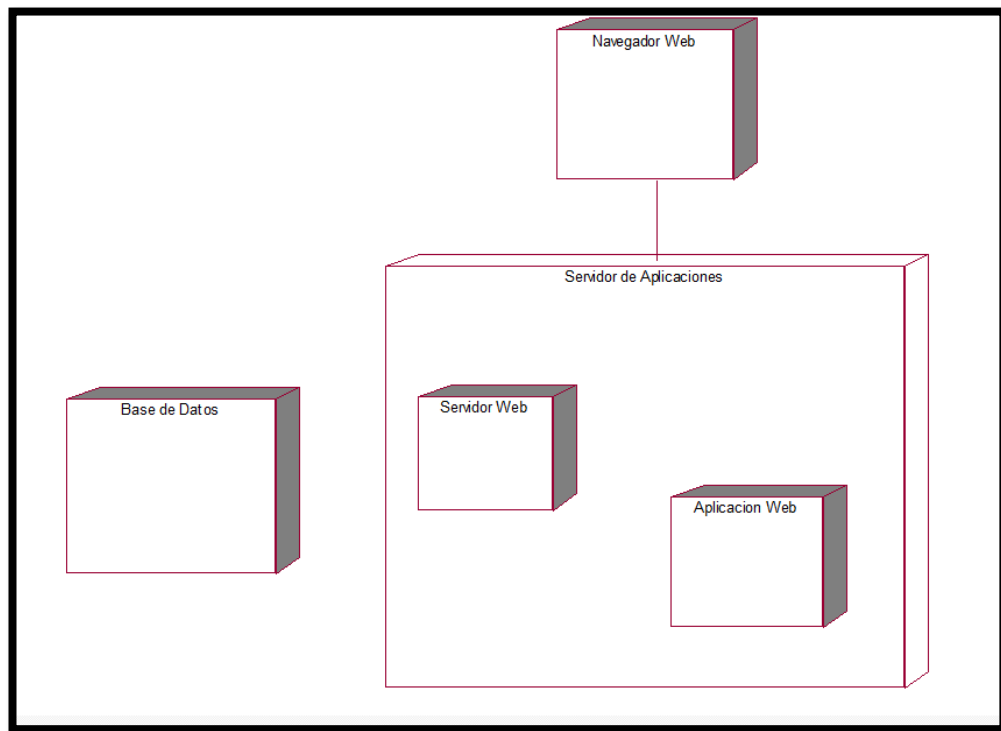 Navegador Web
Servidor de Aplicaciones
Base de Datos
Servidor Web
Aplicacion Web